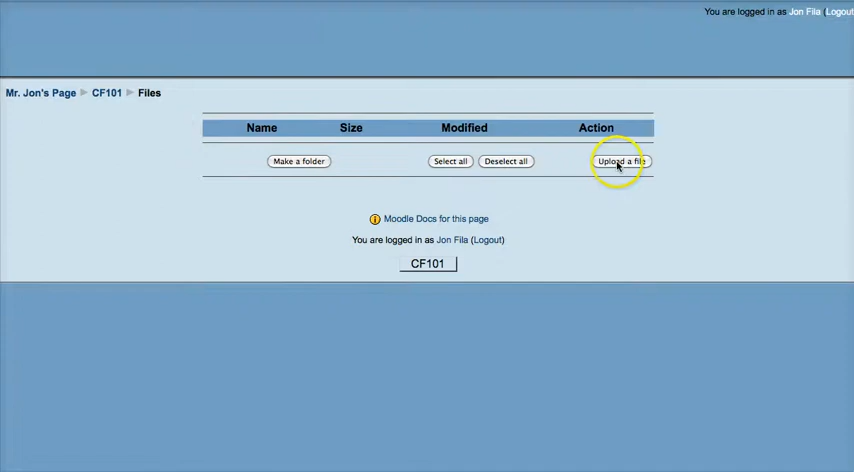 You are logged in as Jon Fila (Logout
Mr. Jon's Page ► CF101 ► Files
Name Size Modified Action
Make a folder Select all Deselect all Upload a file
Moodle Docs for this page
You are logged in as Jon Fila (Logout)
CF101